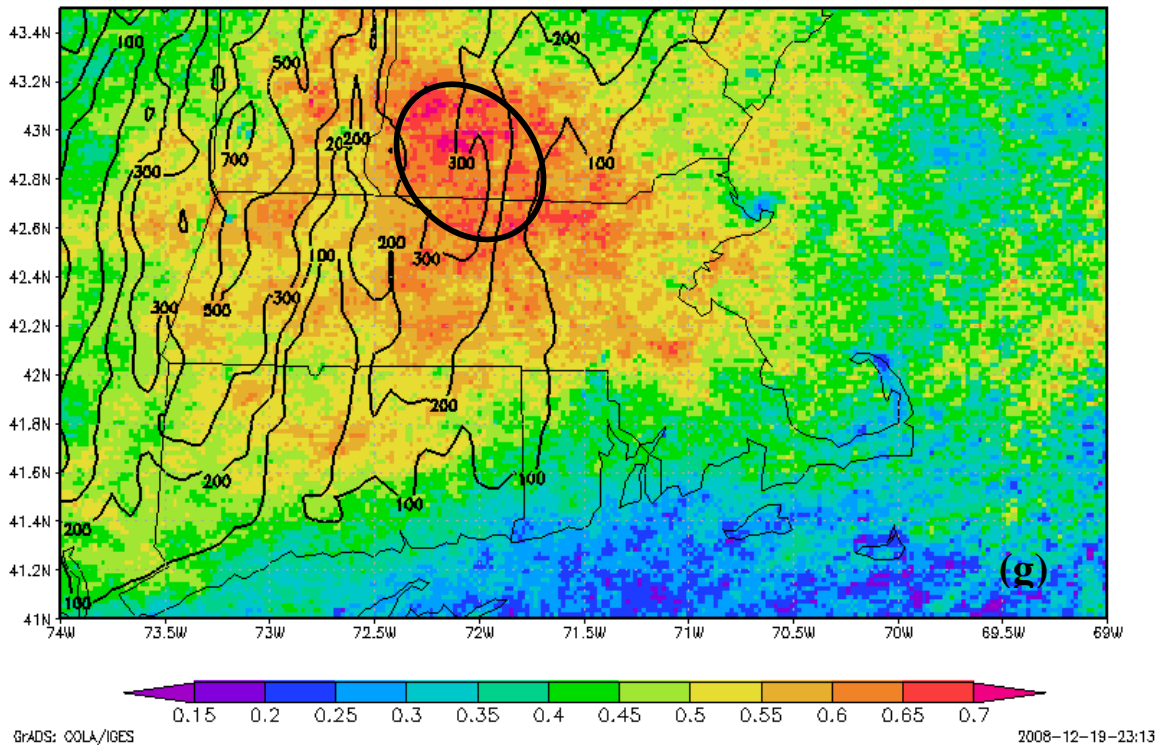 43.4N
43.2N
43N
42.8N
42.6N
42.4N
42.2N
42N
41.8N
41.6N
41.4N
41.2N
41N
74W 73.5W 73W 72.5W 72W 71.5W 71W 70.5W 70W 69.5W 69W
100
200
500
200
700
300
300
100
200
300
100
300
500
300
200
200
100
100
200
100
(g)
0.15 0.2 0.25 0.3 0.35 0.4 0.45 0.5 0.55 0.6 0.65 0.7
GrADS: COLA/IGES
2008-12-19-23:13